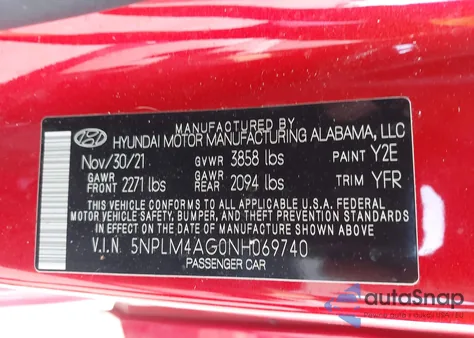 MANUFACTURED BY
HYUNDAI MOTOR MANUFACTURING ALABAMA, LLC
Nov/30/21 GVWR 3858 lbs PAINT Y2E
GAWR FRONT 2271 lbs GAWR REAR 2094 lbs TRIM YFR
THIS VEHICLE CONFORMS TO ALL APPLICABLE U.S.A. FEDERAL
MOTOR VEHICLE SAFETY, BUMPER, AND THEFT PREVENTION STANDARDS
IN EFFECT ON THE DATE OF MANUFACTURE SHOWN ABOVE
V.I.N 5NPLM4AG0NH069740
PASSENGER CAR
autoSnap